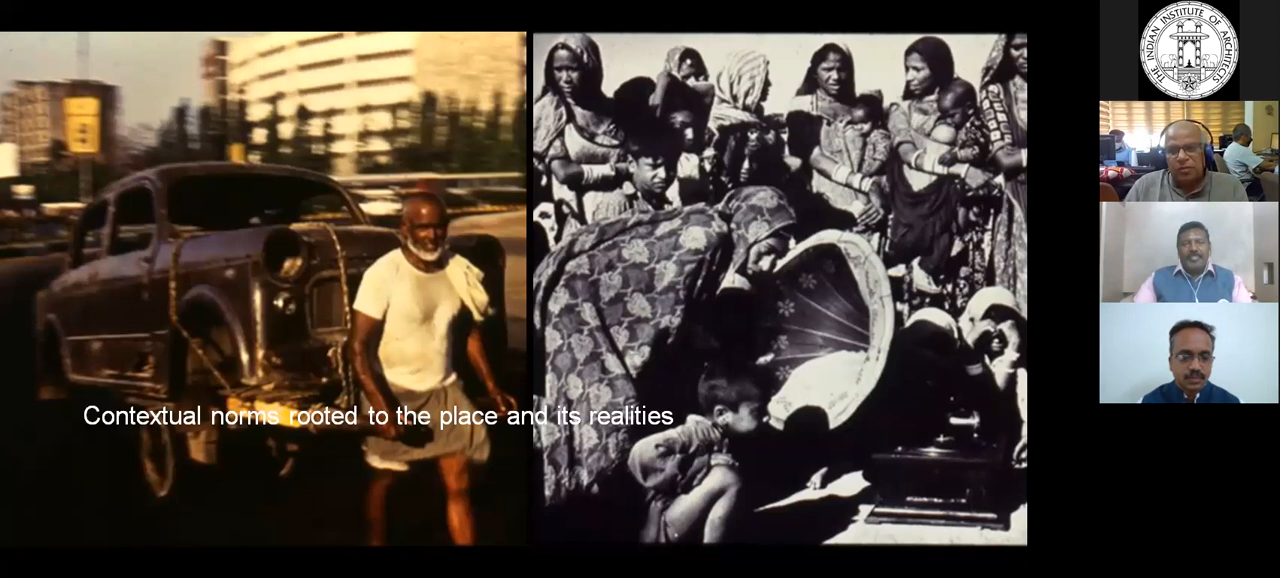 Contextual norms rooted to the place and its realities
THE INDIAN INSTITUTE OF ARCHITECTS